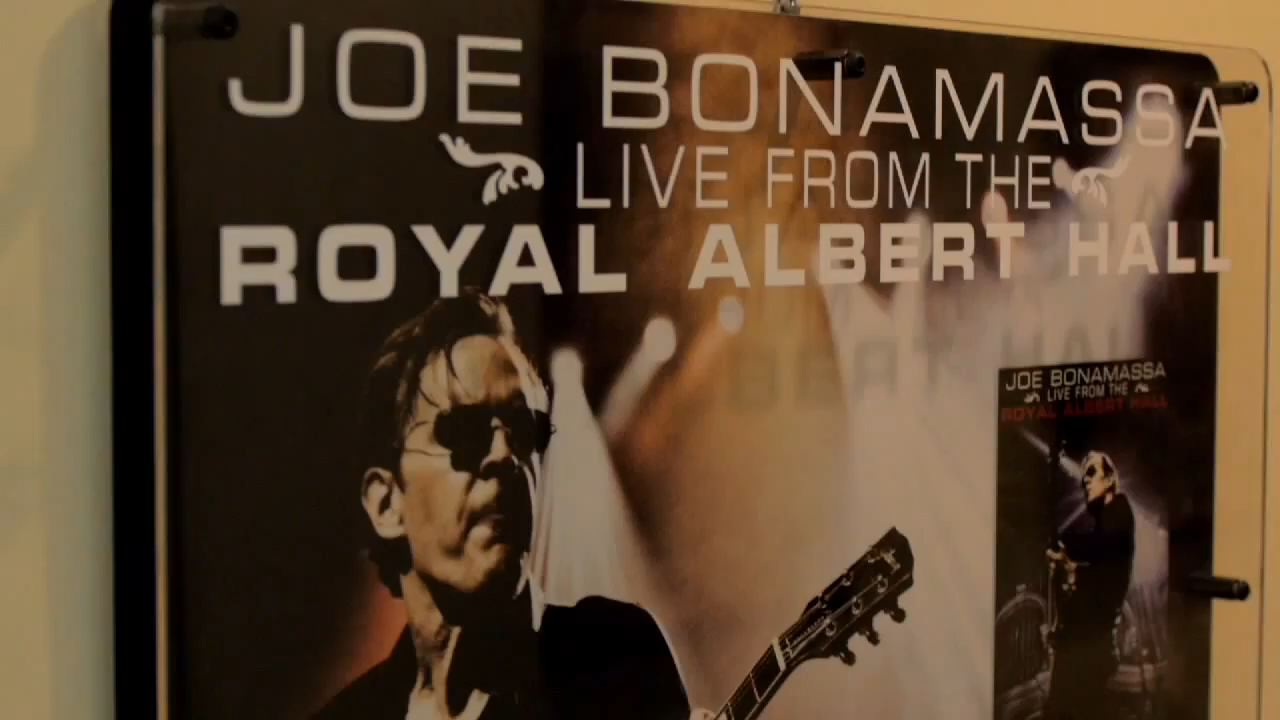 JOE BONAMASSA
LIVE FROM THE
ROYAL ALBERT HALL
JOE BONAMASSA
LIVE FROM THE
ROYAL ALBERT HALL